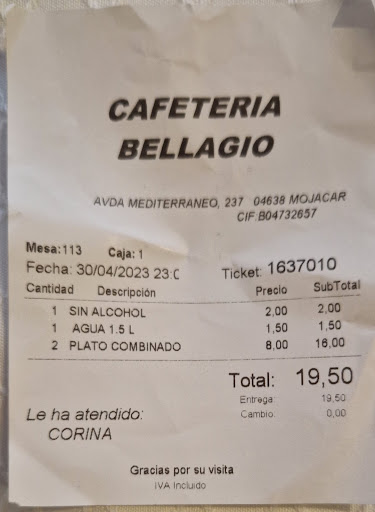 CAFETERIA
BELLAGIO
AVDA MEDITERRANEO, 237 04638 MOJACAR
CIF.B04732657
Mesa:113 Caja: 1
Fecha: 30/04/2023 Ticket: 1637010
Cantidad Descripción Precio SubTotal
1 SIN ALCOHOL 2,00 2,00
1 AGUA 1.5 L 1,50 1,50
2 PLATO COMBINADO 8,00 16,00
Total: 19,50
Entrega: 19,50
Cambio: 0,00
Le ha atendido:
CORINA
Gracias por su visita
IVA Incluido